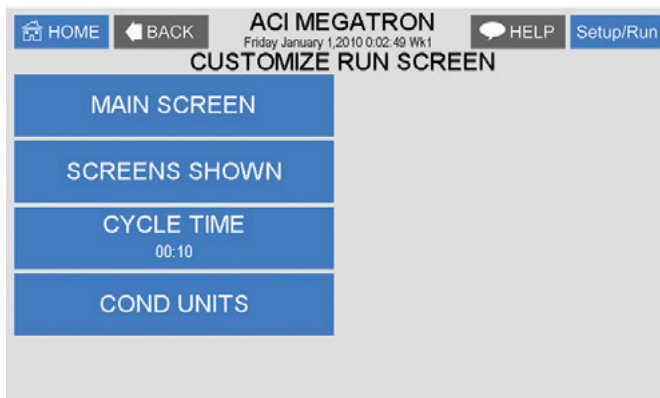 HOME
BACK
ACI MEGATRON
Friday January 1,2010 0:02:49 Wk1
HELP
Setup/Run
CUSTOMIZE RUN SCREEN
MAIN SCREEN
SCREENS SHOWN
CYCLE TIME
00:10
COND UNITS